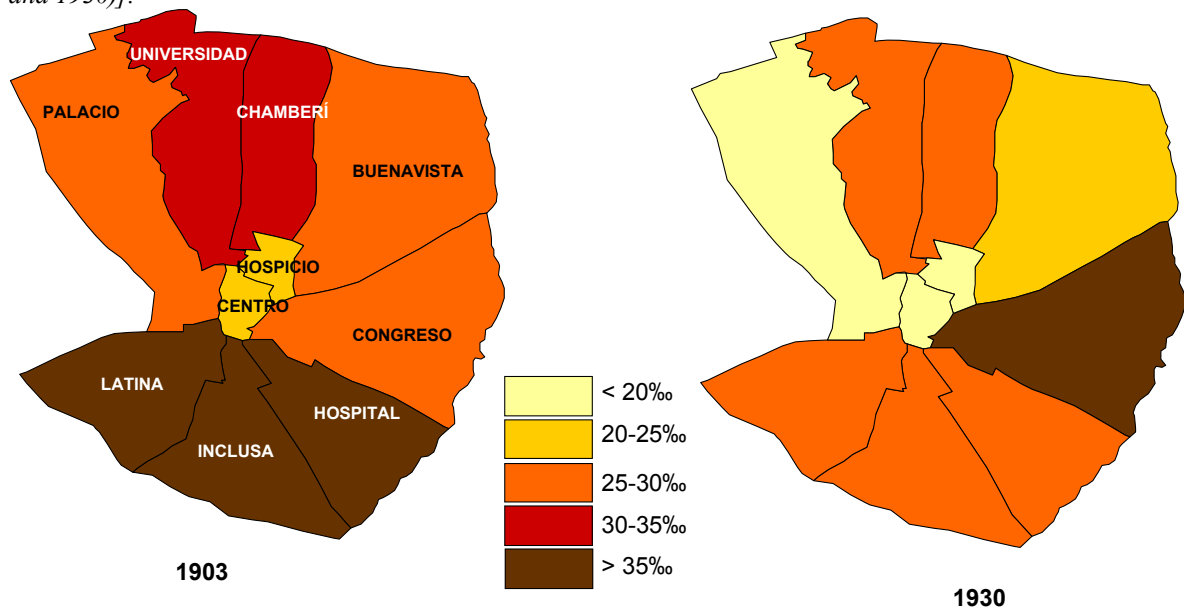 and 1930)].
UNIVERSIDAD
PALACIO
CHAMBERÍ
BUENAVISTA
HOSPICIO
CENTRO
CONGRESO
LATINA
HOSPITAL
INCLUSA
< 20‰
20-25‰
25-30‰
30-35‰
> 35‰
1903
1930